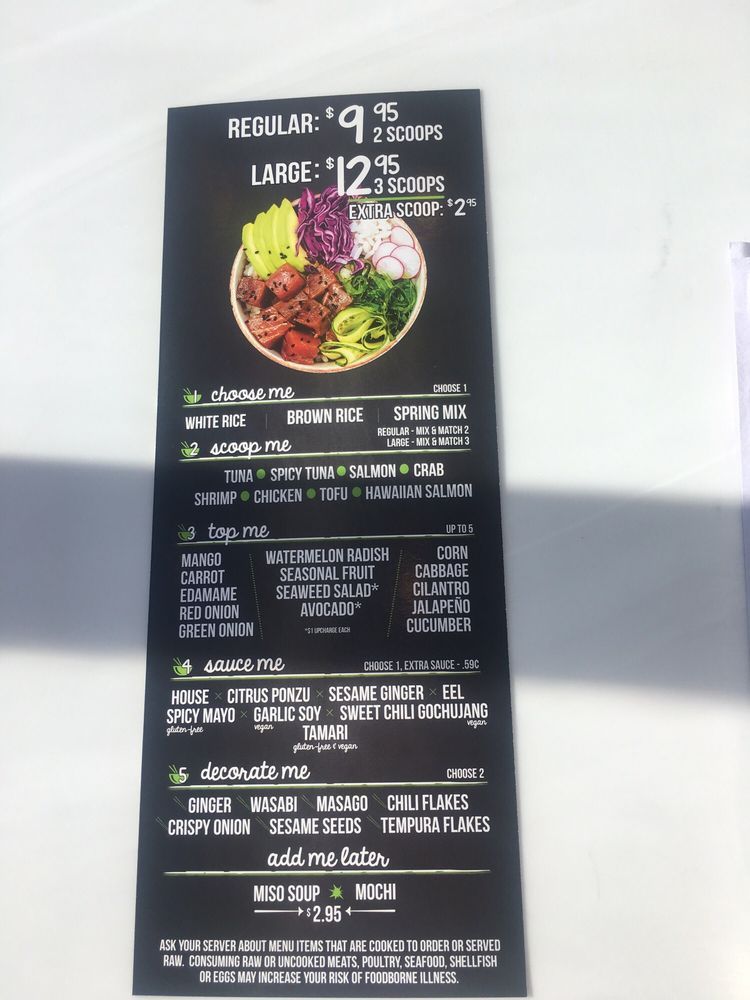 REGULAR: $9 95
2 SCOOPS
LARGE: $12 95
3 SCOOPS
EXTRA SCOOP: $2 95
1 choose me CHOOSE 1
WHITE RICE BROWN RICE SPRING MIX
REGULAR - MIX & MATCH 2
2 scoop me LARGE - MIX & MATCH 3
TUNA SPICY TUNA SALMON CRAB
SHRIMP CHICKEN TOFU HAWAIIAN SALMON
3 top me UP TO 5
MANGO
CARROT
EDAMAME
RED ONION
GREEN ONION
WATERMELON RADISH
SEASONAL FRUIT
SEAWEED SALAD*
AVOCADO*
*$1 UPCHARGE EACH
CORN
CABBAGE
CILANTRO
JALAPEÑO
CUCUMBER
4 sauce me CHOOSE 1, EXTRA SAUCE - .59¢
HOUSE × CITRUS PONZU × SESAME GINGER × EEL
SPICY MAYO × GARLIC SOY × SWEET CHILI GOCHUJANG
gluten-free vegan vegan
TAMARI
gluten-free & vegan
5 decorate me CHOOSE 2
GINGER WASABI MASAGO CHILI FLAKES
CRISPY ONION SESAME SEEDS TEMPURA FLAKES
add me later
MISO SOUP MOCHI
$2.95
ASK YOUR SERVER ABOUT MENU ITEMS THAT ARE COOKED TO ORDER OR SERVED
RAW. CONSUMING RAW OR UNCOOKED MEATS, POULTRY, SEAFOOD, SHELLFISH
OR EGGS MAY INCREASE YOUR RISK OF FOODBORNE ILLNESS.